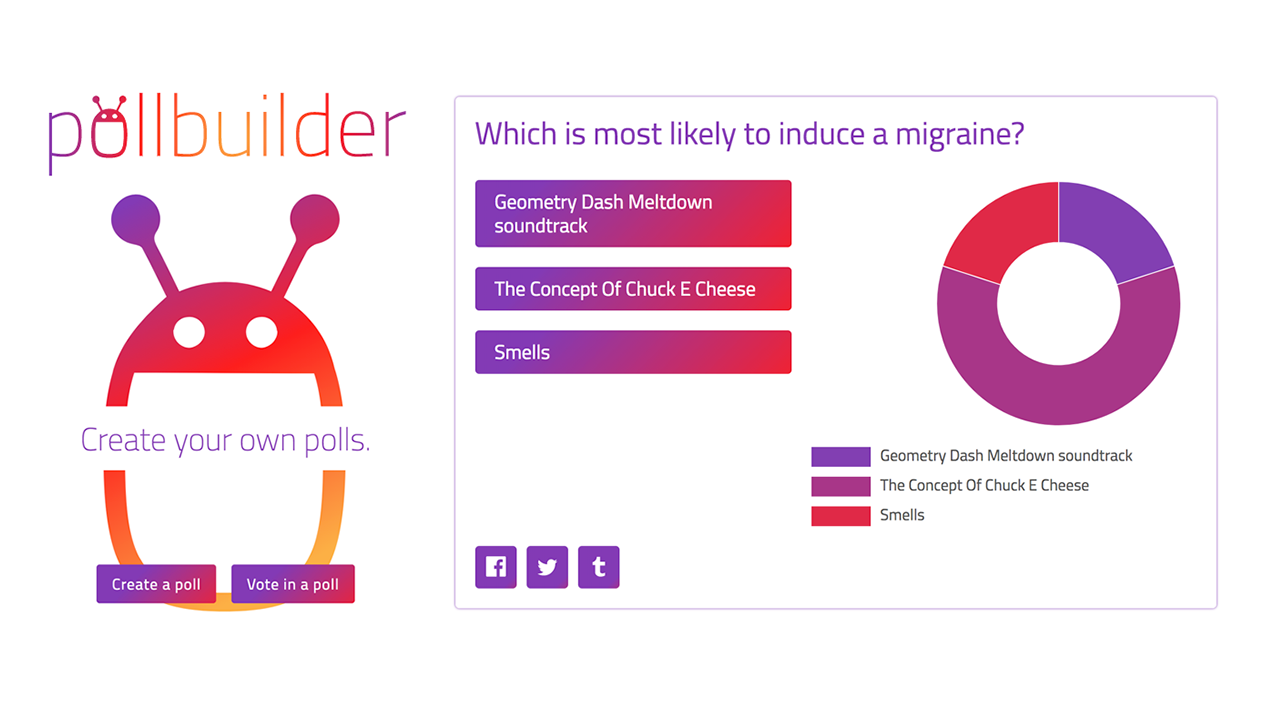 pollbuilder
Create your own polls.
Create a poll
Vote in a poll
Which is most likely to induce a migraine?
Geometry Dash Meltdown
soundtrack
The Concept Of Chuck E Cheese
Smells
Geometry Dash Meltdown soundtrack
The Concept Of Chuck E Cheese
Smells